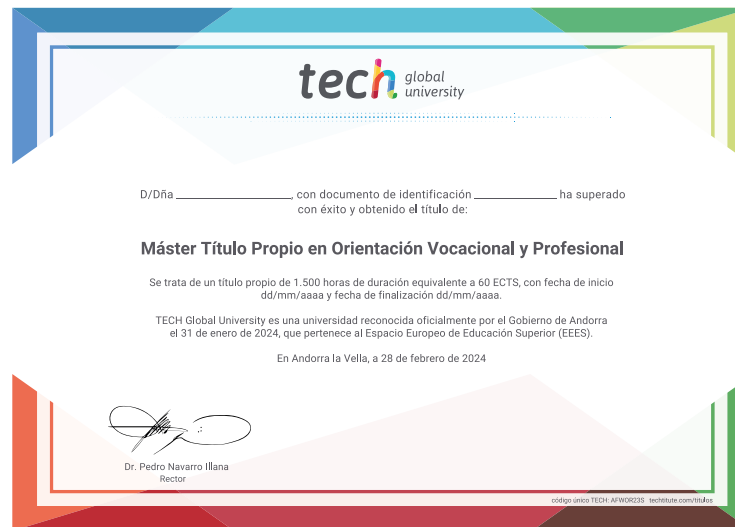 tech global university
D/Dña ____________, con documento de identificación ____________ ha superado
con éxito y obtenido el título de:
Máster Título Propio en Orientación Vocacional y Profesional
Se trata de un título propio de 1.500 horas de duración equivalente a 60 ECTS, con fecha de inicio
dd/mm/aaaa y fecha de finalización dd/mm/aaaa.
TECH Global University es una universidad reconocida oficialmente por el Gobierno de Andorra
el 31 de enero de 2024, que pertenece al Espacio Europeo de Educación Superior (EEES).
En Andorra la Vella, a 28 de febrero de 2024
Dr. Pedro Navarro Illana
Rector
código único TECH: AFWOR23S techtitute.com/titulos